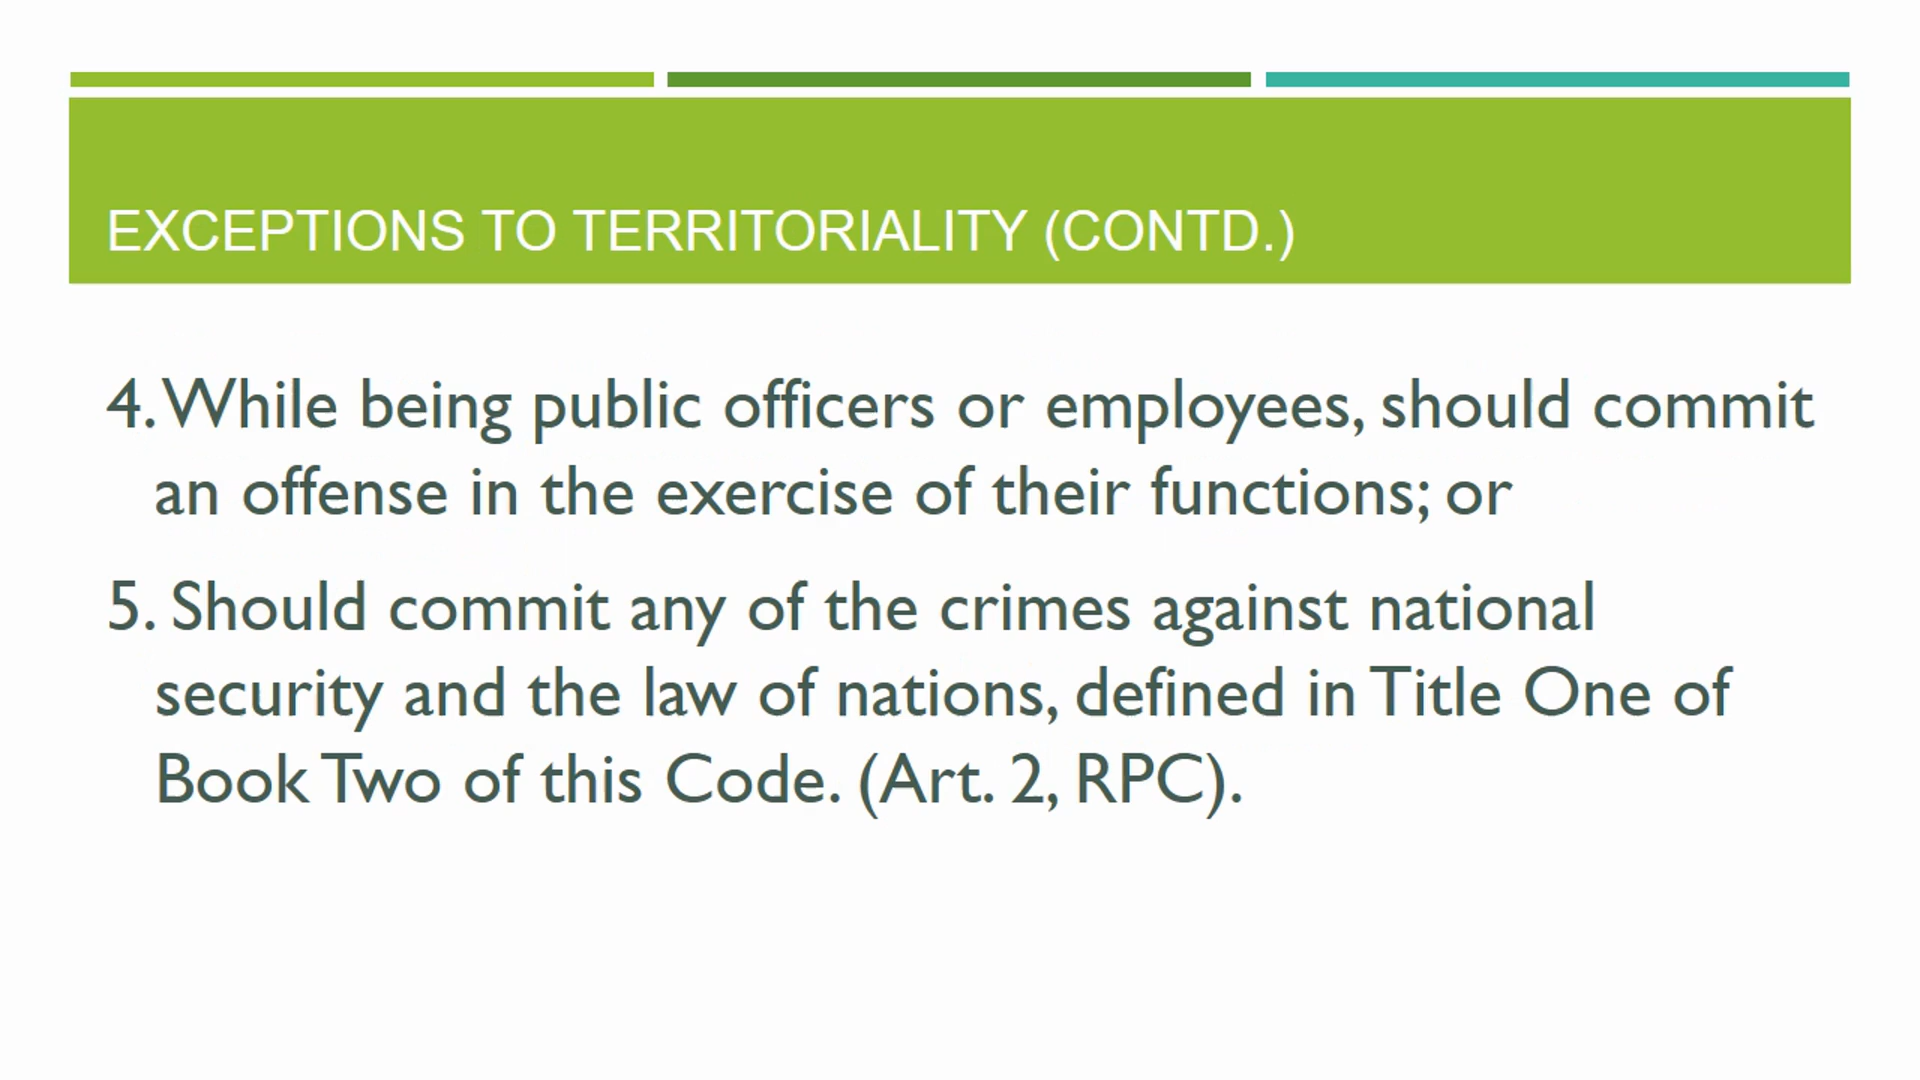 EXCEPTIONS TO TERRITORIALITY (CONTD.)
4. While being public officers or employees, should commit
an offense in the exercise of their functions; or
5. Should commit any of the crimes against national
security and the law of nations, defined in Title One of
Book Two of this Code. (Art. 2, RPC).